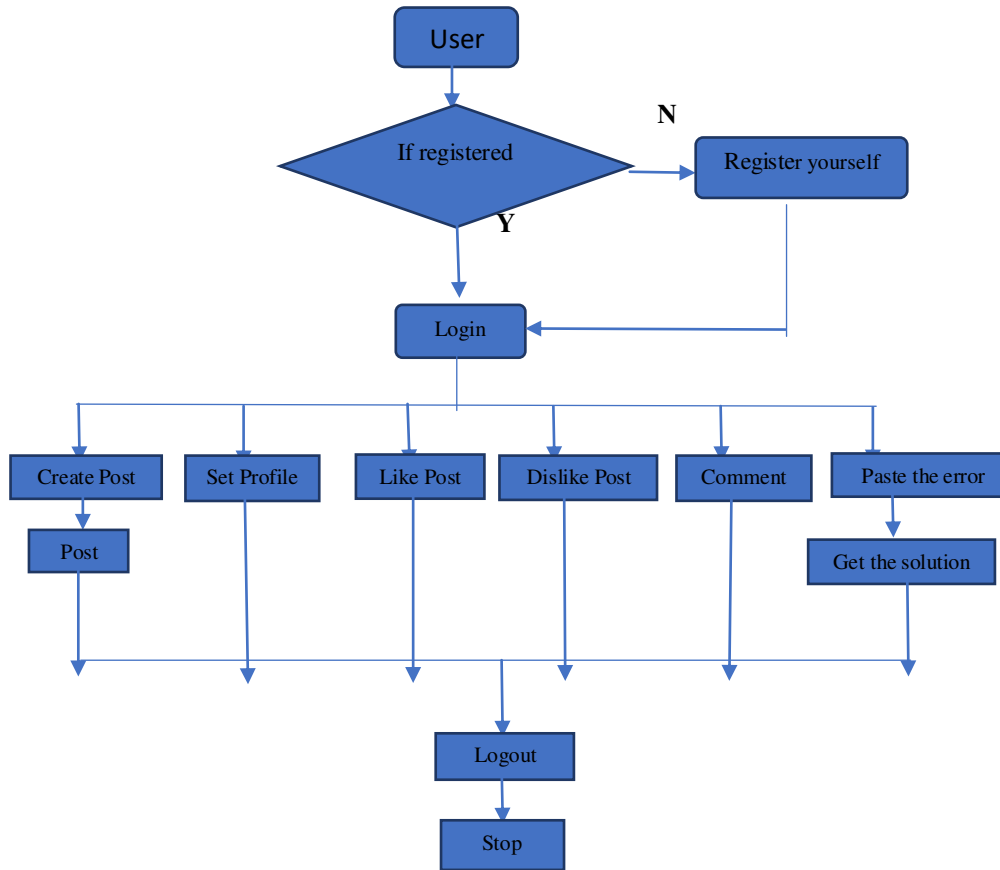 User
N
If registered
Register yourself
Y
Login
Create Post
Set Profile
Like Post
Dislike Post
Comment
Paste the error
Post
Get the solution
Logout
Stop